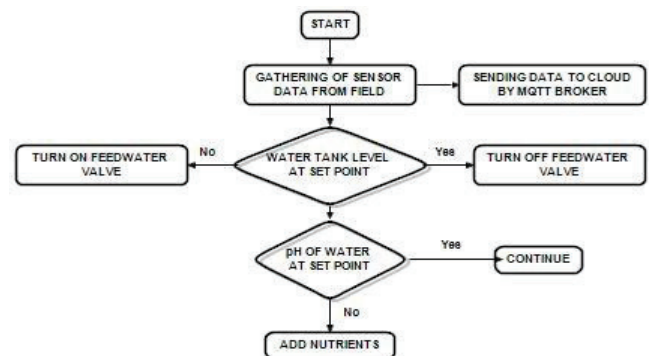 START
GATHERING OF SENSOR
DATA FROM FIELD
SENDING DATA TO CLOUD
BY MQTT BROKER
TURN ON FEEDWATER
VALVE
No
WATER TANK LEVEL
AT SET POINT
Yes
TURN OFF FEEDWATER
VALVE
pH OF WATER
AT SET POINT
Yes
CONTINUE
No
ADD NUTRIENTS